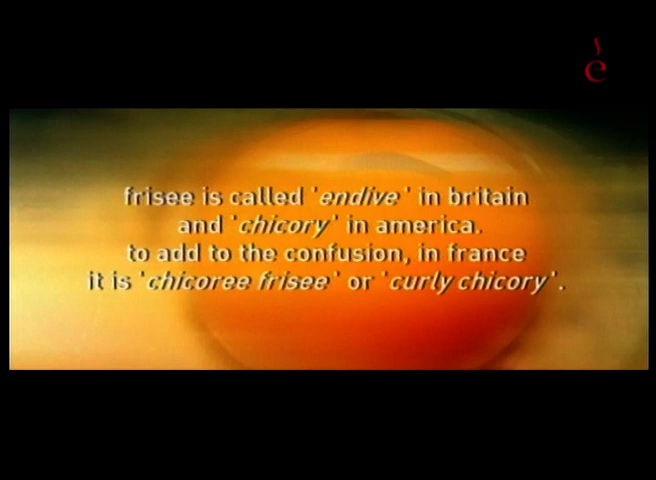 e
frisee is called 'endive' in britain
and 'chicory' in america.
to add to the confusion, in france
it is 'chicoree frisee' or 'curly chicory'.